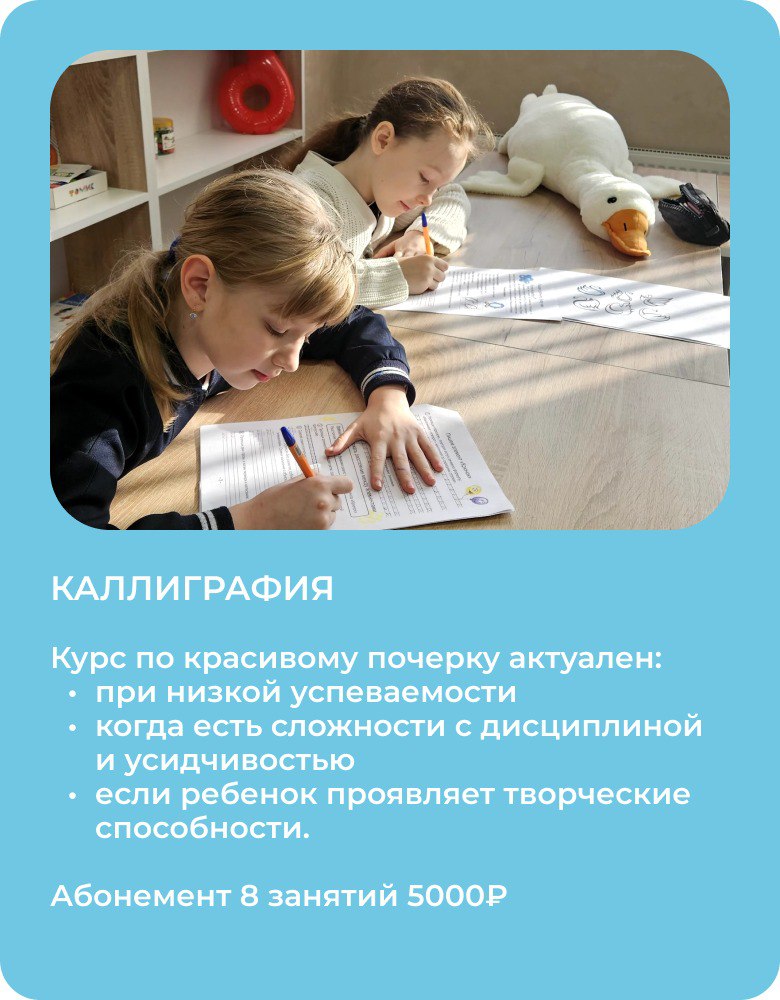 КАЛЛИГРАФИЯ
Курс по красивому почерку актуален:
• при низкой успеваемости
• когда есть сложности с дисциплиной
и усидчивостью
• если ребенок проявляет творческие
способности.
Абонемент 8 занятий 5000₽